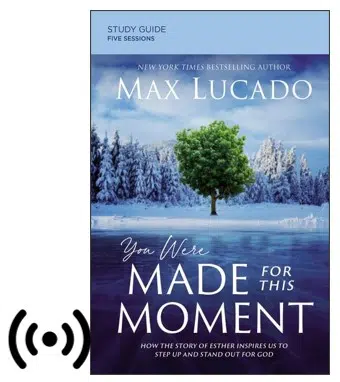 STUDY GUIDE
FIVE SESSIONS
NEW YORK TIMES BESTSELLING AUTHOR
MAX LUCADO
You Were
MADE FOR THIS
MOMENT
HOW THE STORY OF ESTHER INSPIRES US TO
STEP UP AND STAND OUT FOR GOD